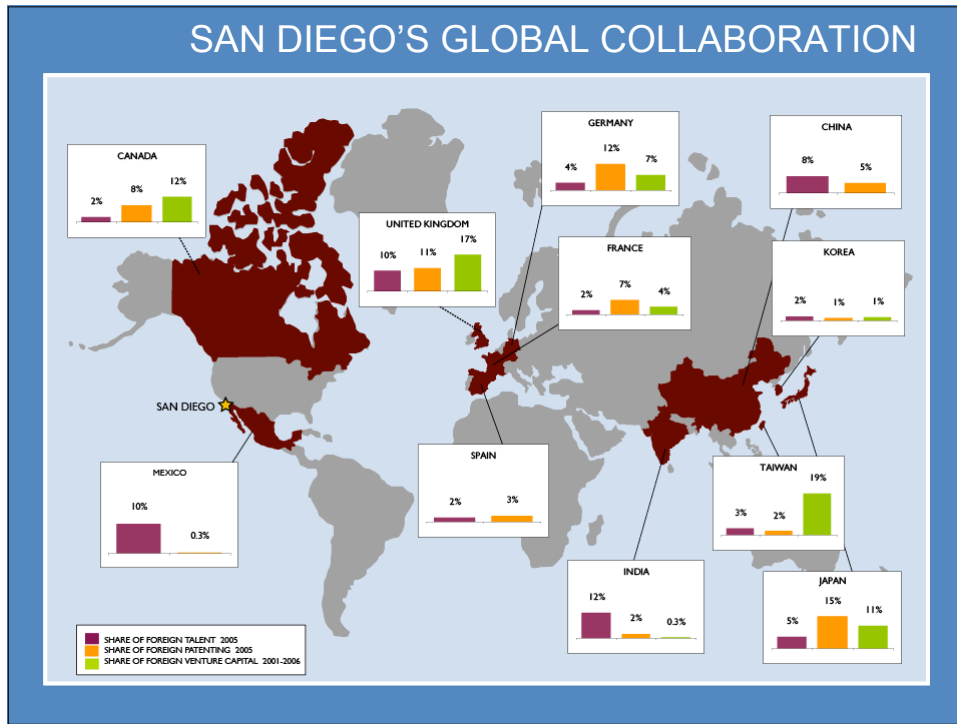 SAN DIEGO'S GLOBAL COLLABORATION
CANADA
2% 8% 12%
UNITED KINGDOM
10% 11% 17%
GERMANY
4% 12% 7%
FRANCE
2% 7% 4%
CHINA
8% 5%
KOREA
2% 1% 1%
SAN DIEGO
MEXICO
10% 0.3%
SPAIN
2% 3%
INDIA
12% 2% 0.3%
TAIWAN
3% 2% 19%
JAPAN
5% 15% 11%
SHARE OF FOREIGN TALENT 2005
SHARE OF FOREIGN PATENTING 2005
SHARE OF FOREIGN VENTURE CAPITAL 2001-2006